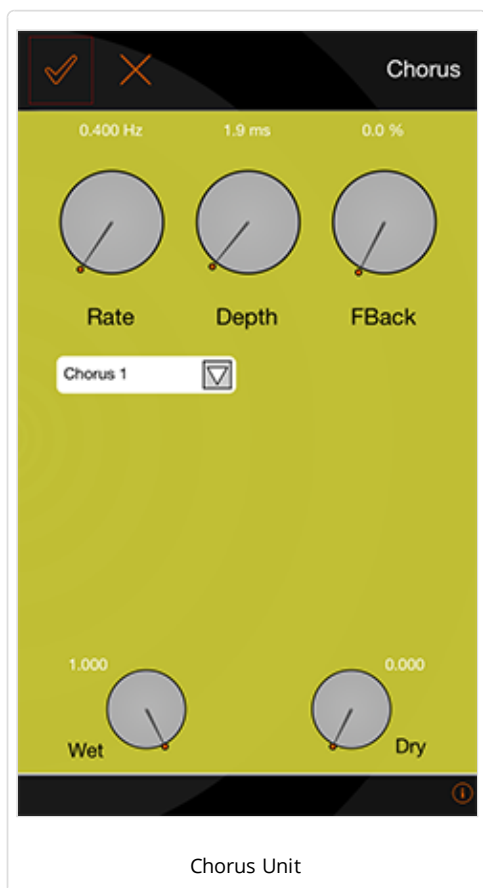 Chorus
0.400 Hz 1.9 ms 0.0 %
Rate Depth FBack
Chorus 1
1.000 0.000
Wet Dry
Chorus Unit